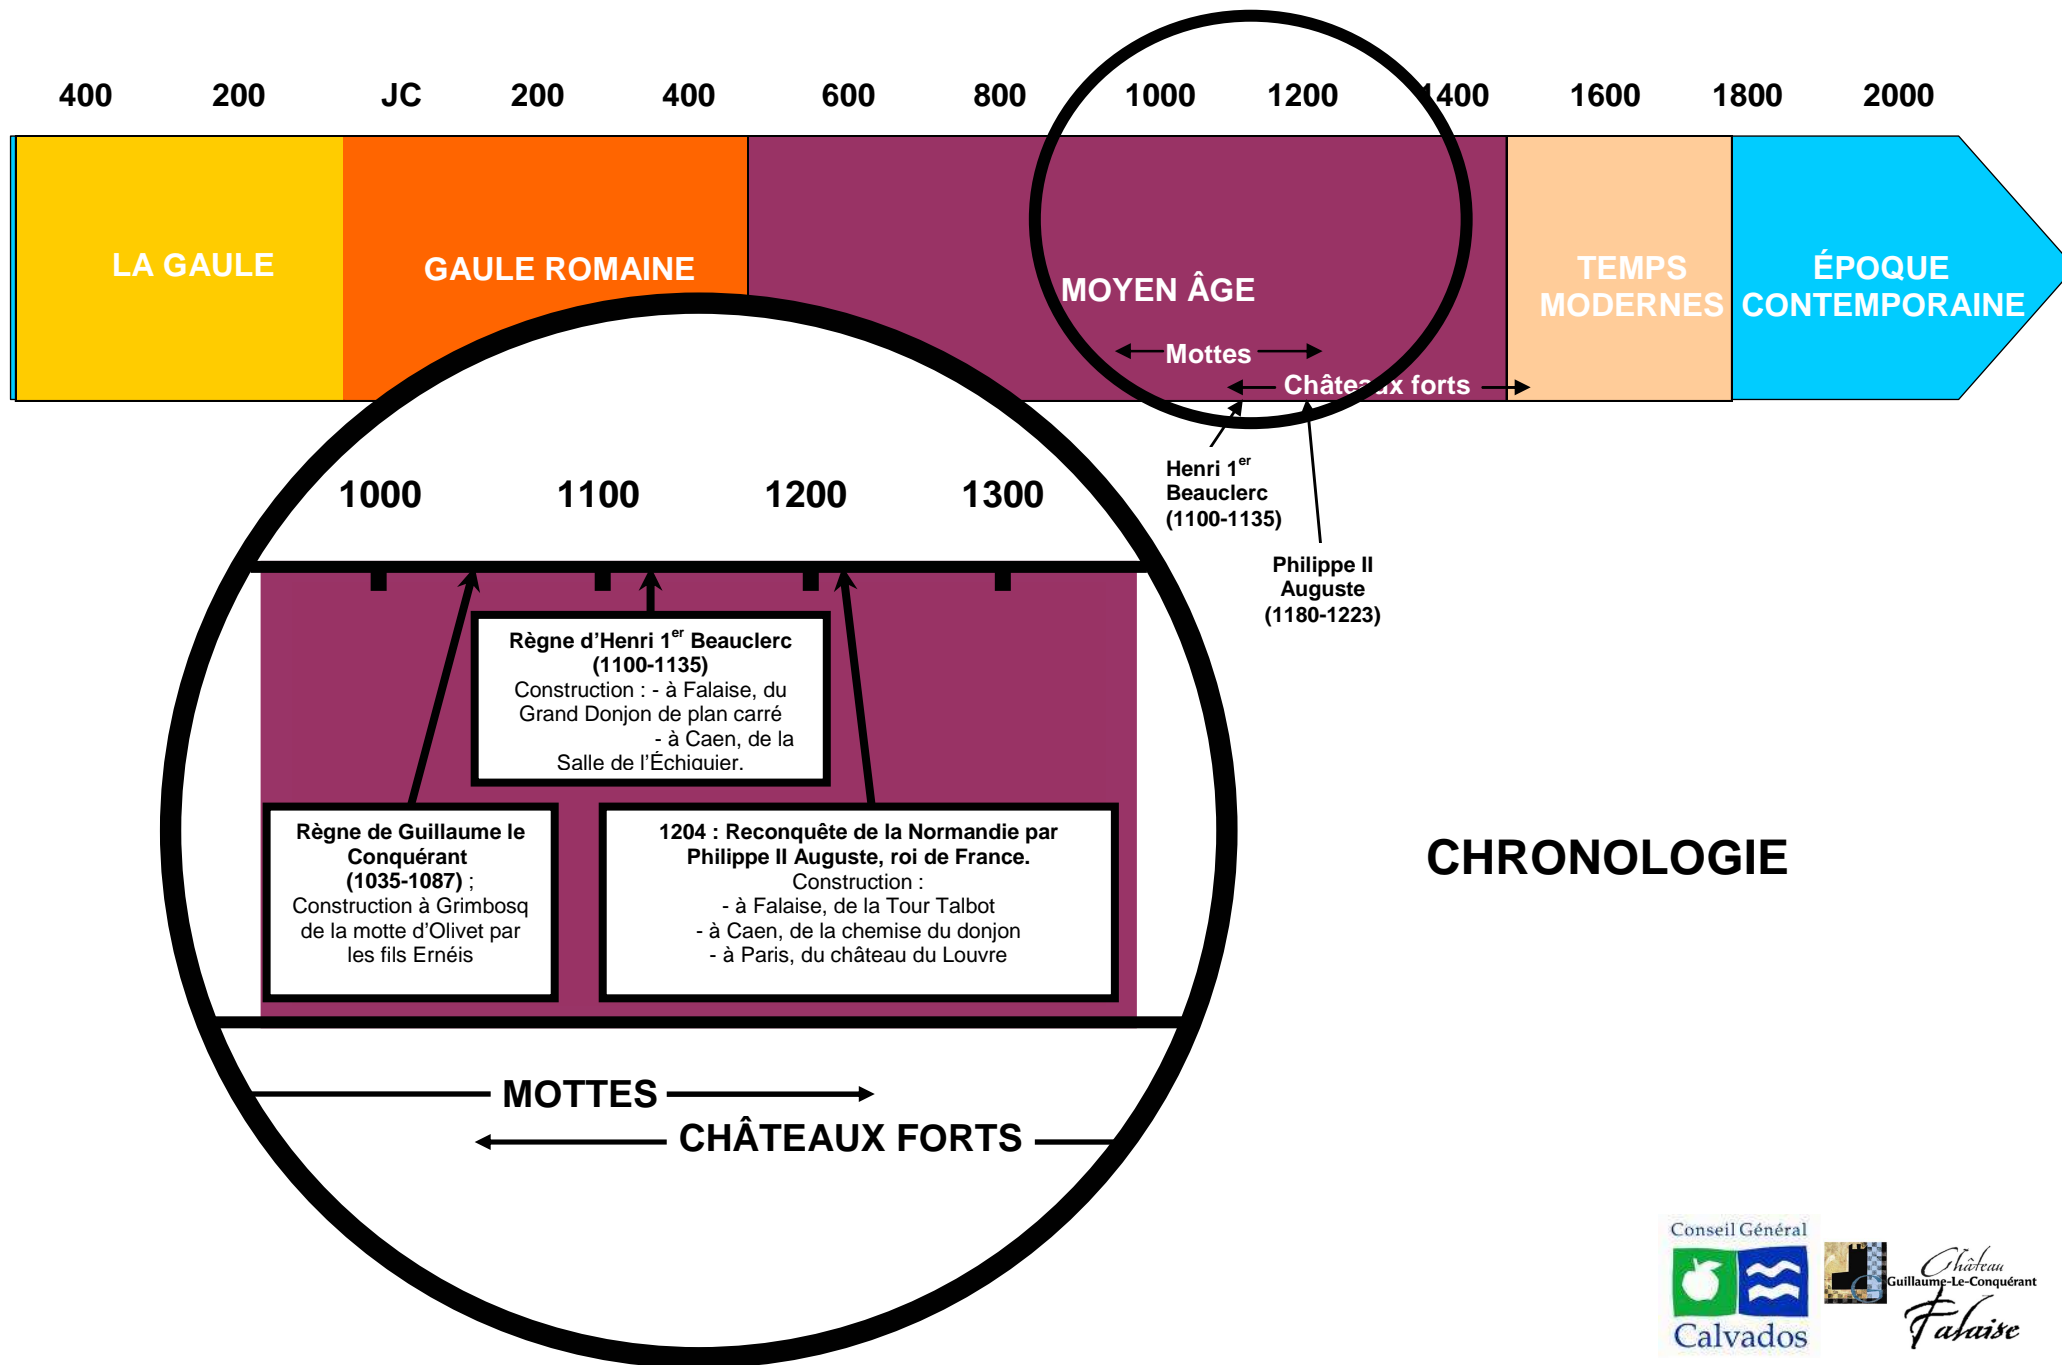 400 200 JC 200 400 600 800 1000 1200 1400 1600 1800 2000
LA GAULE
GAULE ROMAINE
MOYEN ÂGE
TEMPS
MODERNES
ÉPOQUE
CONTEMPORAINE
Mottes
Châteaux forts
Henri 1er
Beauclerc
(1100-1135)
Philippe II
Auguste
(1180-1223)
1000 1100 1200 1300
Règne d'Henri 1er Beauclerc
(1100-1135)
Construction : - à Falaise, du
Grand Donjon de plan carré
- à Caen, de la
Salle de l'Échiquier.
Règne de Guillaume le
Conquérant
(1035-1087) ;
Construction à Grimbosq
de la motte d'Olivet par
les fils Ernéis
1204 : Reconquête de la Normandie par
Philippe II Auguste, roi de France.
Construction :
- à Falaise, de la Tour Talbot
- à Caen, de la chemise du donjon
- à Paris, du château du Louvre
MOTTES
CHÂTEAUX FORTS
CHRONOLOGIE
Conseil Général
Calvados
Château
Guillaume-Le-Conquérant
Falaise